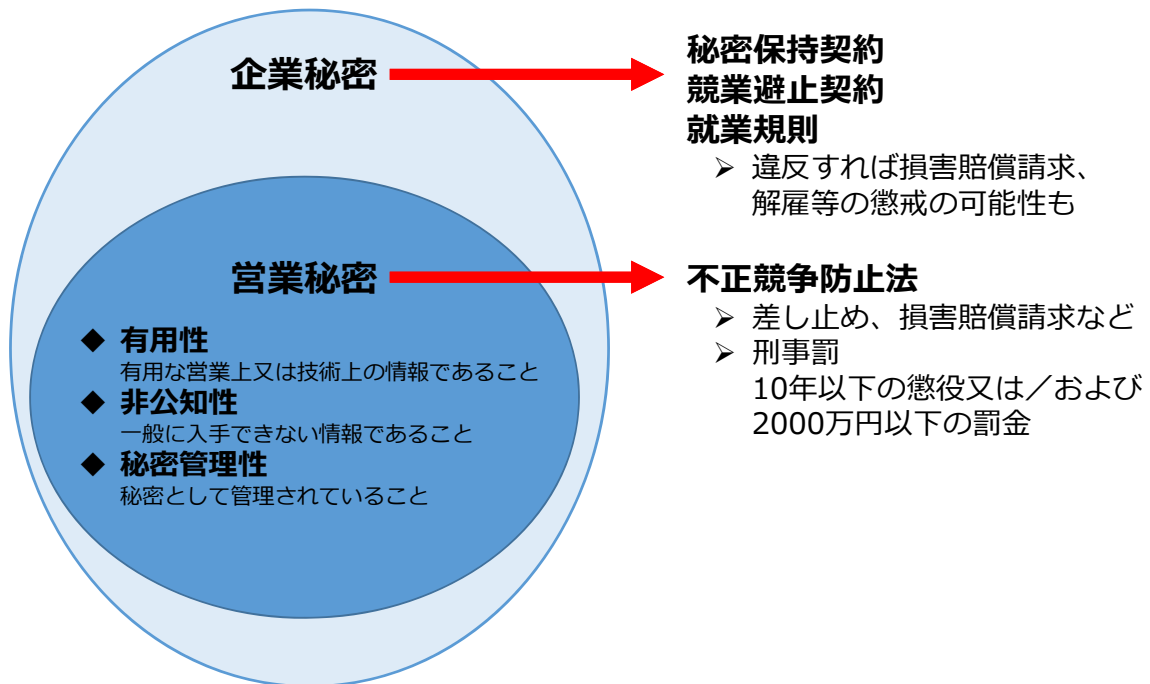 企業秘密
秘密保持契約
競業避止契約
就業規則
➢ 違反すれば損害賠償請求、
解雇等の懲戒の可能性も
営業秘密
◆ 有用性
有用な営業上又は技術上の情報であること
◆ 非公知性
一般に入手できない情報であること
◆ 秘密管理性
秘密として管理されていること
不正競争防止法
➢ 差し止め、損害賠償請求など
➢ 刑事罰
10年以下の懲役又は／および
2000万円以下の罰金